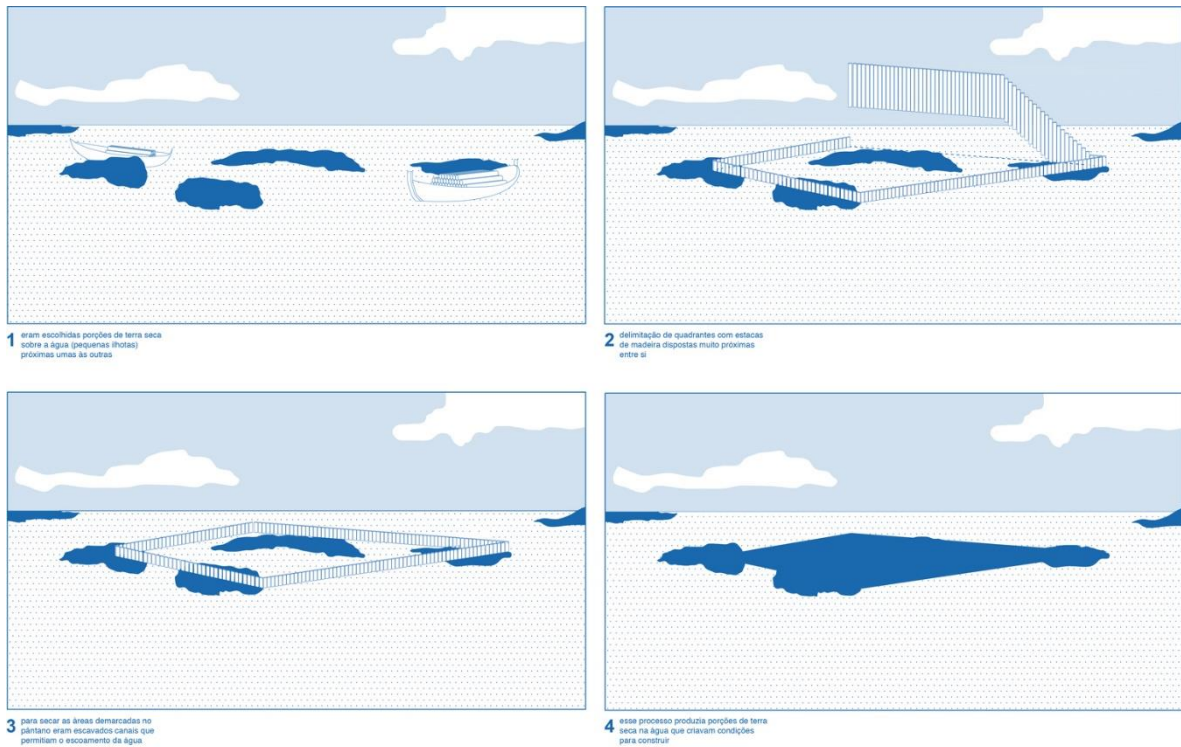 1 eram escolhidas porções de terra seca
sobre a água (pequenas ilhotas)
próximas umas às outras
2 delimitação de quadrantes com estacas
de madeira dispostas muito próximas
entre si
3 para secar as áreas demarcadas no
pântano eram escavados canais que
permitiam o escoamento da água
4 esse processo produzia porções de terra
seca na água que criavam condições
para construir